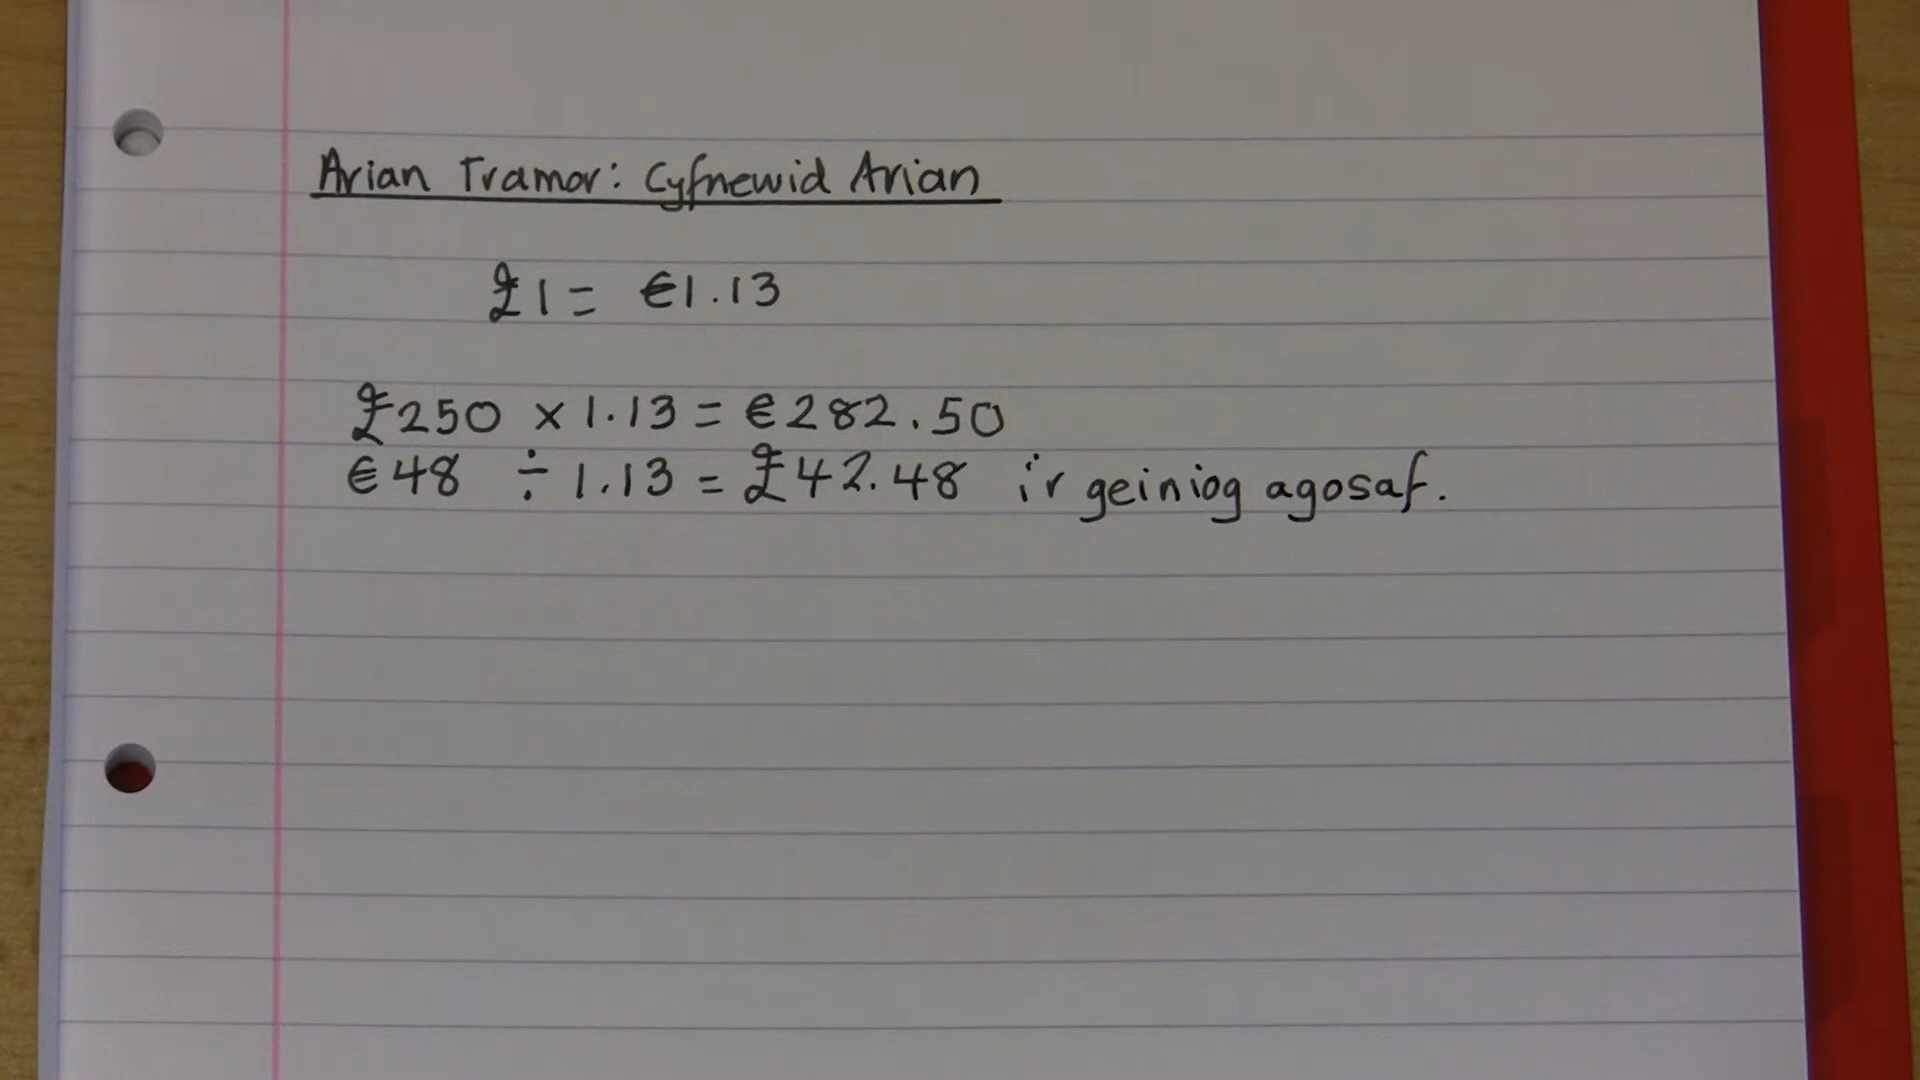 Arian Tramor: Cyfnewid Arian
£1 = €1.13
£250 × 1.13 = €282.50
€48 ÷ 1.13 = £42.48 i'r geiniog agosaf.